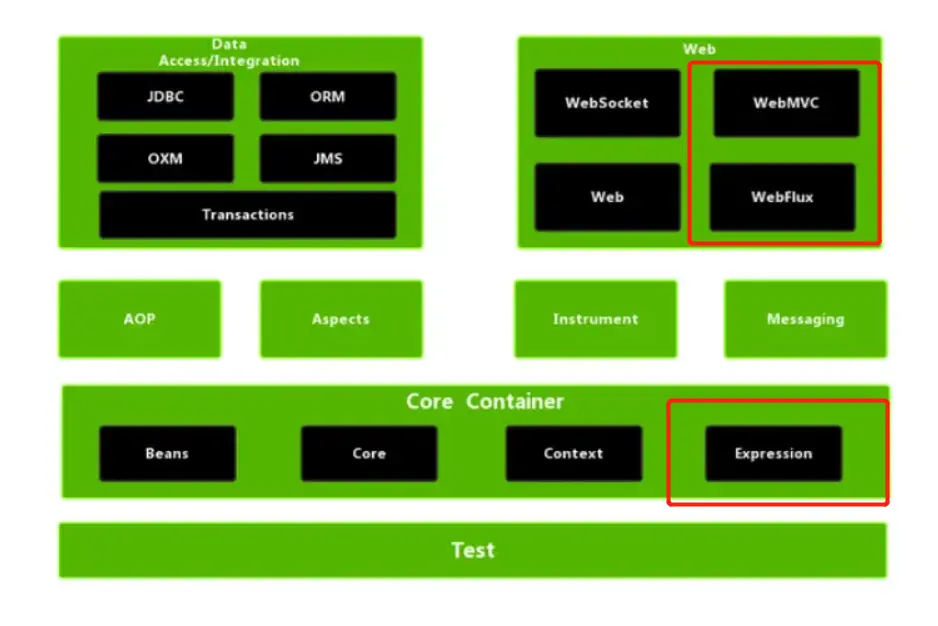 Data
Access/Integration
JDBC
ORM
OXM
JMS
Transactions
Web
WebSocket
WebMVC
Web
WebFlux
AOP
Aspects
Instrument
Messaging
Core Container
Beans
Core
Context
Expression
Test